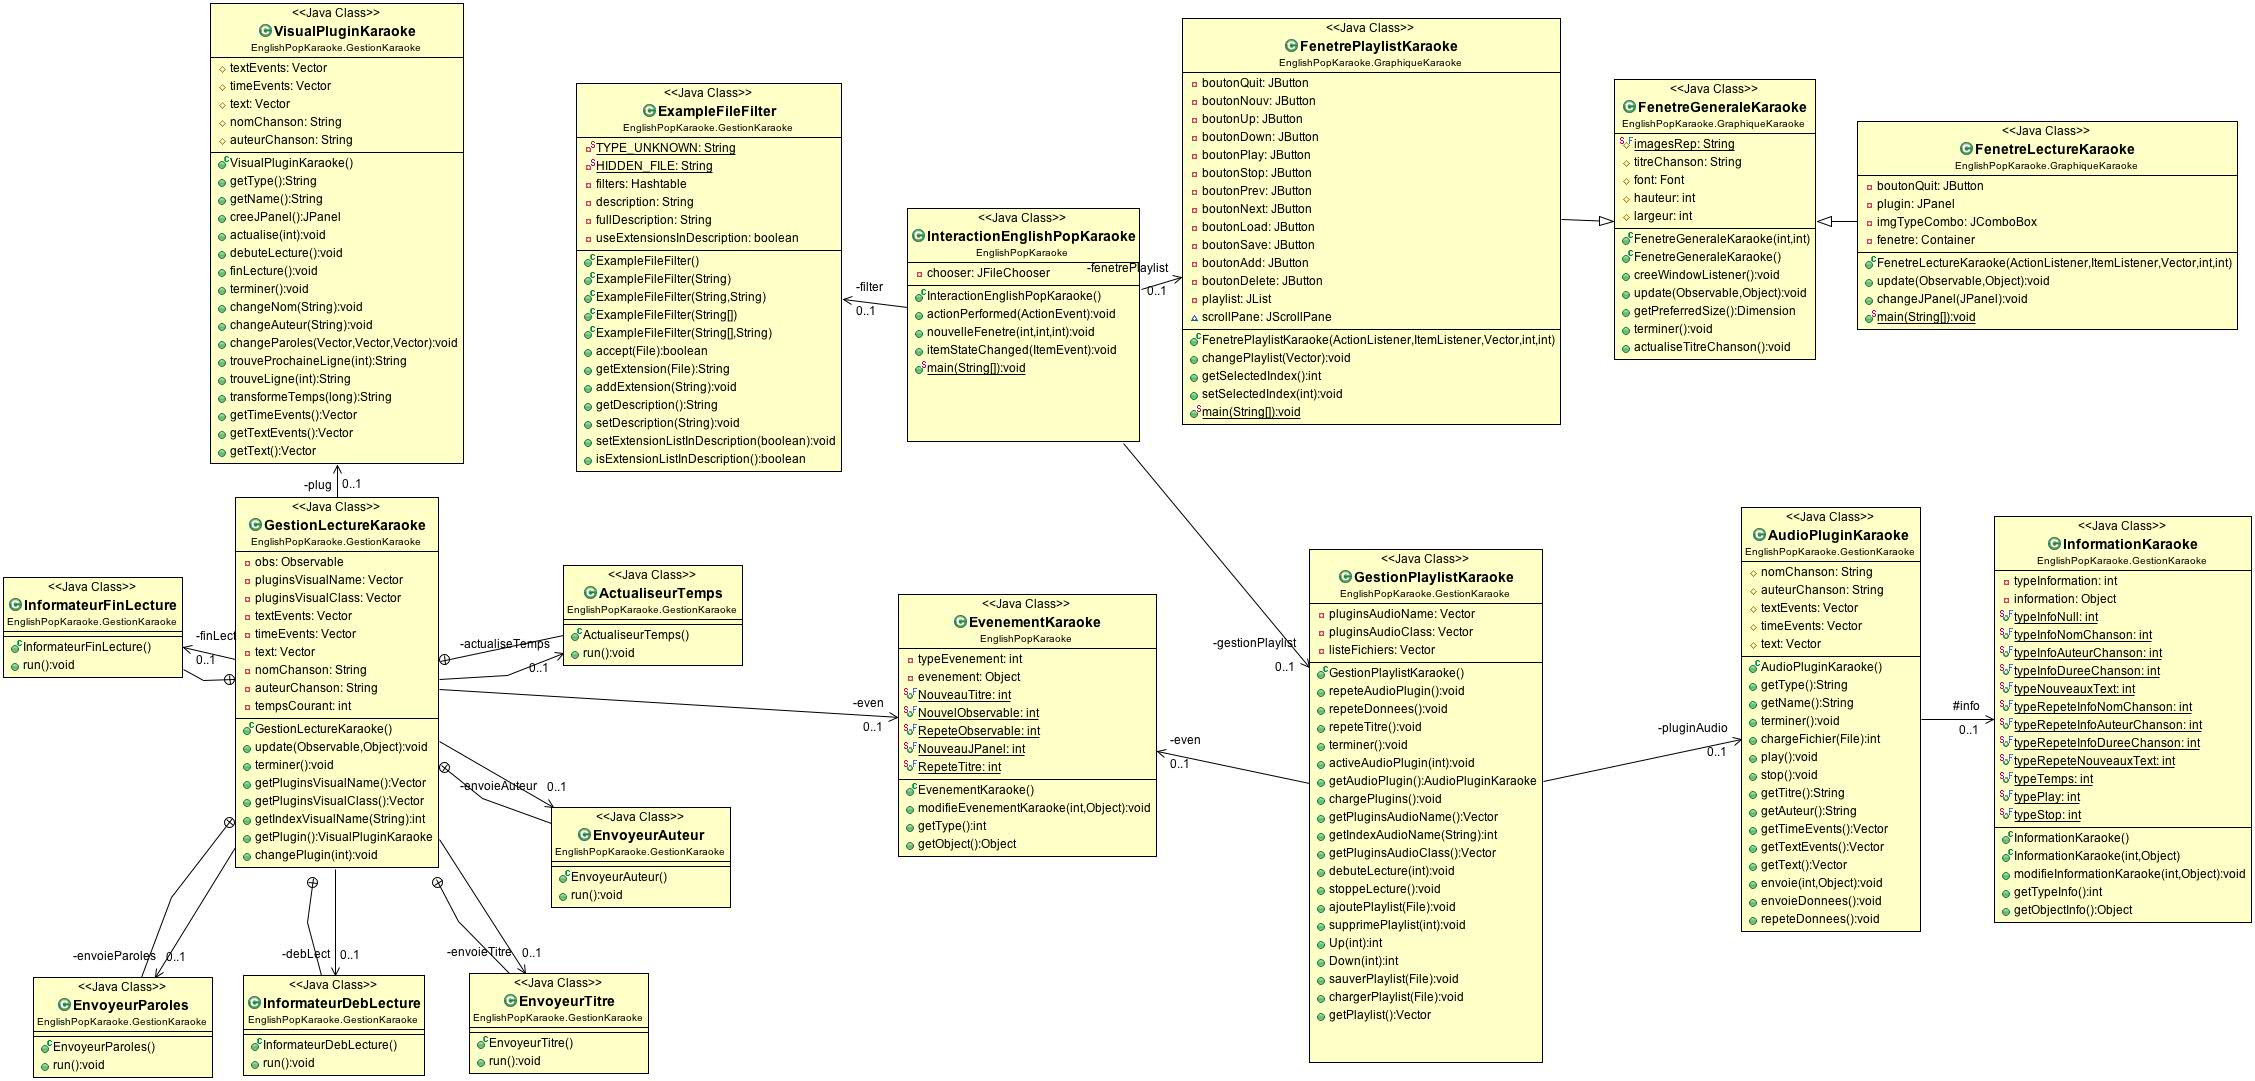 <<Java Class>>
VisualPluginKaraoke
EnglishPopKaraoke.GestionKaraoke
textEvents: Vector
timeEvents: Vector
text: Vector
nomChanson: String
auteurChanson: String
VisualPluginKaraoke()
getType():String
getName():String
creeJPanel():JPanel
actualise(int):void
debuteLecture():void
finLecture():void
terminer():void
changeNom(String):void
changeAuteur(String):void
changeParoles(Vector,Vector,Vector):void
trouveProchaineLigne(int):String
trouveLigne(int):String
transformeTemps(long):String
getTimeEvents():Vector
getTextEvents():Vector
getText():Vector
<<Java Class>>
ExampleFileFilter
EnglishPopKaraoke.GestionKaraoke
TYPE_UNKNOWN: String
HIDDEN_FILE: String
filters: Hashtable
description: String
fullDescription: String
useExtensionsInDescription: boolean
ExampleFileFilter()
ExampleFileFilter(String)
ExampleFileFilter(String,String)
ExampleFileFilter(String[])
ExampleFileFilter(String[],String)
accept(File):boolean
getExtension(File):String
addExtension(String):void
getDescription():String
setDescription(String):void
setExtensionListInDescription(boolean):void
isExtensionListInDescription():boolean
-filter
0..1
<<Java Class>>
InteractionEnglishPopKaraoke
EnglishPopKaraoke
chooser: JFileChooser
InteractionEnglishPopKaraoke()
actionPerformed(ActionEvent):void
nouvelleFenetre(int,int,int):void
itemStateChanged(ItemEvent):void
main(String[]):void
-fenetrePlaylist
0..1
<<Java Class>>
FenetrePlaylistKaraoke
EnglishPopKaraoke.GraphiqueKaraoke
boutonQuit: JButton
boutonNouv: JButton
boutonUp: JButton
boutonDown: JButton
boutonPlay: JButton
boutonStop: JButton
boutonPrev: JButton
boutonNext: JButton
boutonLoad: JButton
boutonSave: JButton
boutonAdd: JButton
boutonDelete: JButton
playlist: JList
scrollPane: JScrollPane
FenetrePlaylistKaraoke(ActionListener,ItemListener,Vector,int,int)
changePlaylist(Vector):void
getSelectedIndex():int
setSelectedIndex(int):void
main(String[]):void
<<Java Class>>
FenetreGeneraleKaraoke
EnglishPopKaraoke.GraphiqueKaraoke
imagesRep: String
titreChanson: String
font: Font
hauteur: int
largeur: int
FenetreGeneraleKaraoke(int,int)
FenetreGeneraleKaraoke()
creeWindowListener():void
update(Observable,Object):void
getPreferredSize():Dimension
terminer():void
actualiseTitreChanson():void
<<Java Class>>
FenetreLectureKaraoke
EnglishPopKaraoke.GraphiqueKaraoke
boutonQuit: JButton
plugin: JPanel
imgTypeCombo: JComboBox
fenetre: Container
FenetreLectureKaraoke(ActionListener,ItemListener,Vector,int,int)
update(Observable,Object):void
changeJPanel(JPanel):void
main(String[]):void
-plug
0..1
<<Java Class>>
GestionLectureKaraoke
EnglishPopKaraoke.GestionKaraoke
obs: Observable
pluginsVisualName: Vector
pluginsVisualClass: Vector
textEvents: Vector
timeEvents: Vector
text: Vector
nomChanson: String
auteurChanson: String
tempsCourant: int
GestionLectureKaraoke()
update(Observable,Object):void
terminer():void
getPluginsVisualName():Vector
getPluginsVisualClass():Vector
getIndexVisualName(String):int
getPlugin():VisualPluginKaraoke
changePlugin(int):void
<<Java Class>>
InformateurFinLecture
EnglishPopKaraoke.GestionKaraoke
InformateurFinLecture()
run():void
-finLect
0..1
<<Java Class>>
ActualiseurTemps
EnglishPopKaraoke.GestionKaraoke
ActualiseurTemps()
run():void
-actualiseTemps
0..1
-even
0..1
<<Java Class>>
EvenementKaraoke
EnglishPopKaraoke
typeEvenement: int
evenement: Object
NouveauTitre: int
NouvelObservable: int
RepeteObservable: int
NouveauJPanel: int
RepeteTitre: int
EvenementKaraoke()
modifieEvenementKaraoke(int,Object):void
getType():int
getObject():Object
-even
0..1
-gestionPlaylist
0..1
<<Java Class>>
GestionPlaylistKaraoke
EnglishPopKaraoke.GestionKaraoke
pluginsAudioName: Vector
pluginsAudioClass: Vector
listeFichiers: Vector
GestionPlaylistKaraoke()
repeteAudioPlugin():void
repeteDonnees():void
repeteTitre():void
terminer():void
activeAudioPlugin(int):void
getAudioPlugin():AudioPluginKaraoke
chargePlugins():void
getPluginsAudioName():Vector
getIndexAudioName(String):int
getPluginsAudioClass():Vector
debuteLecture(int):void
stoppeLecture():void
ajoutePlaylist(File):void
supprimePlaylist(int):void
Up(int):int
Down(int):int
sauverPlaylist(File):void
chargerPlaylist(File):void
getPlaylist():Vector
-pluginAudio
0..1
<<Java Class>>
AudioPluginKaraoke
EnglishPopKaraoke.GestionKaraoke
nomChanson: String
auteurChanson: String
textEvents: Vector
timeEvents: Vector
text: Vector
AudioPluginKaraoke()
getType():String
getName():String
terminer():void
chargeFichier(File):int
play():void
stop():void
getTitre():String
getAuteur():String
getTimeEvents():Vector
getTextEvents():Vector
getText():Vector
envoie(int,Object):void
envoieDonnees():void
repeteDonnees():void
#info
0..1
<<Java Class>>
InformationKaraoke
EnglishPopKaraoke.GestionKaraoke
typeInformation: int
information: Object
typeInfoNull: int
typeInfoNomChanson: int
typeInfoAuteurChanson: int
typeInfoDureeChanson: int
typeNouveauxText: int
typeRepeteInfoNomChanson: int
typeRepeteInfoAuteurChanson: int
typeRepeteInfoDureeChanson: int
typeRepeteNouveauxText: int
typeTemps: int
typePlay: int
typeStop: int
InformationKaraoke()
InformationKaraoke(int,Object)
modifieInformationKaraoke(int,Object):void
getTypeInfo():int
getObjectInfo():Object
-envoieAuteur
0..1
<<Java Class>>
EnvoyeurAuteur
EnglishPopKaraoke.GestionKaraoke
EnvoyeurAuteur()
run():void
-envoieParoles
0..1
<<Java Class>>
EnvoyeurParoles
EnglishPopKaraoke.GestionKaraoke
EnvoyeurParoles()
run():void
-debLect
0..1
<<Java Class>>
InformateurDebLecture
EnglishPopKaraoke.GestionKaraoke
InformateurDebLecture()
run():void
-envoieTitre
0..1
<<Java Class>>
EnvoyeurTitre
EnglishPopKaraoke.GestionKaraoke
EnvoyeurTitre()
run():void